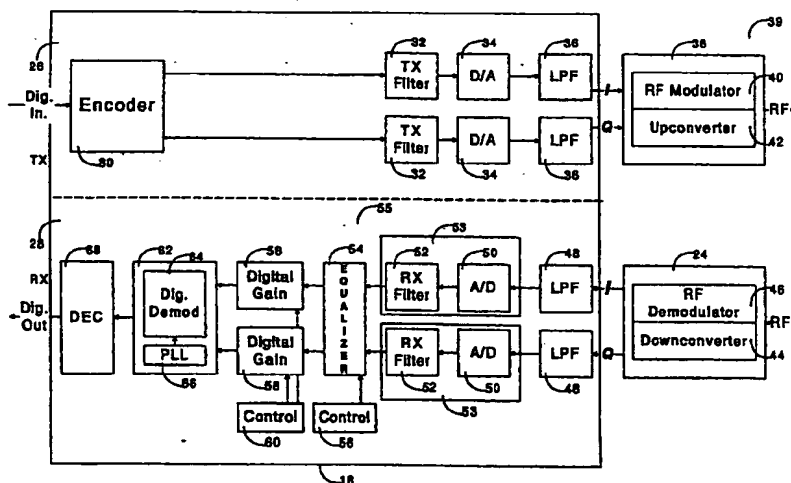 39
32 34 36 38
26
TX Filter D/A LPF
40
Encoder
RF Modulator
I
Dig. In.
RF
Q
TX Filter D/A LPF
Upconverter
42
30
TX
32 34 36
55
28
53
68 62 64 58 54 52 50 48 24
RX
Dig. Demod
Digital Gain
EQUALIZER
RX Filter A/D LPF
I
RF Demodulator
46
Dig Out
DEC
RF
PLL
Digital Gain
RX Filter A/D LPF
Q
Downconverter
44
66 58 52 50 48
Control Control
53
60 56
18